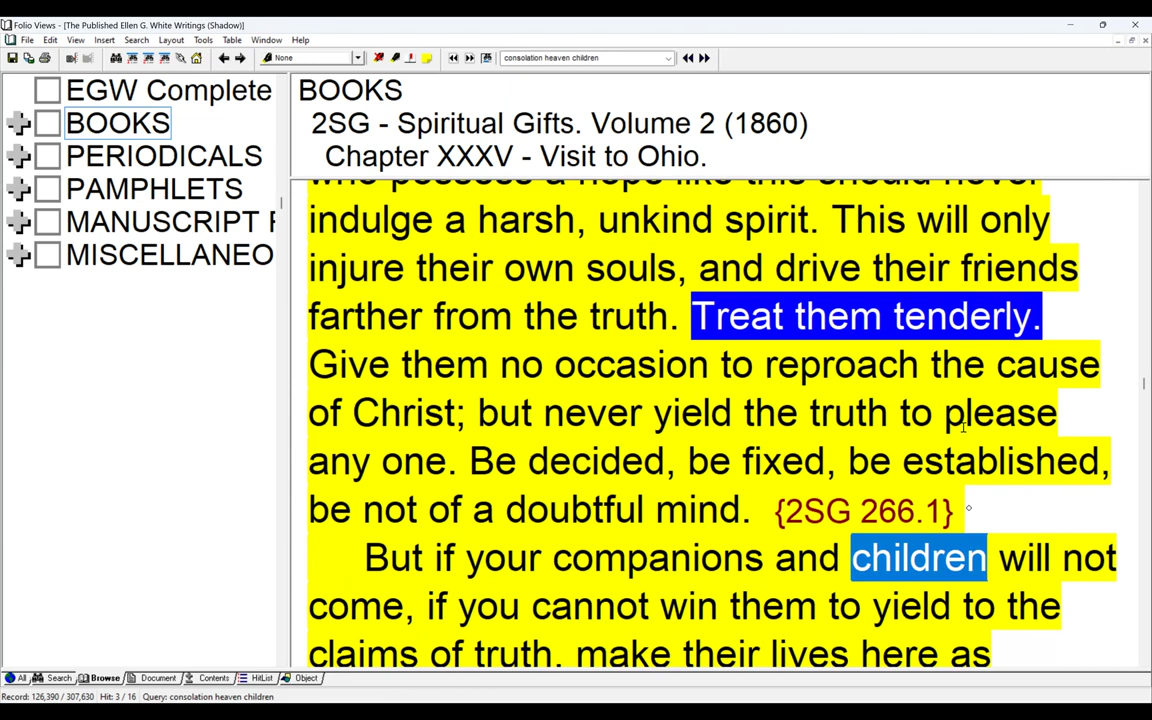 Folio Views - [The Published Ellen G. White Writings (Shadow)]
File Edit View Insert Search Layout Tools Table Window Help
None consolation heaven children
EGW Complete
BOOKS
PERIODICALS
PAMPHLETS
MANUSCRIPT
MISCELLANEO
BOOKS
2SG - Spiritual Gifts. Volume 2 (1860)
Chapter XXXV - Visit to Ohio.
who possess a hope like this should never
indulge a harsh, unkind spirit. This will only
injure their own souls, and drive their friends
farther from the truth. Treat them tenderly.
Give them no occasion to reproach the cause
of Christ; but never yield the truth to please
any one. Be decided, be fixed, be established,
be not of a doubtful mind. {2SG 266.1}
But if your companions and children will not
come, if you cannot win them to yield to the
claims of truth, make their lives here as
All Search Browse Document Contents HitList Object
Record: 126,390 / 307,630 Hit: 3 / 16 Query: consolation heaven children